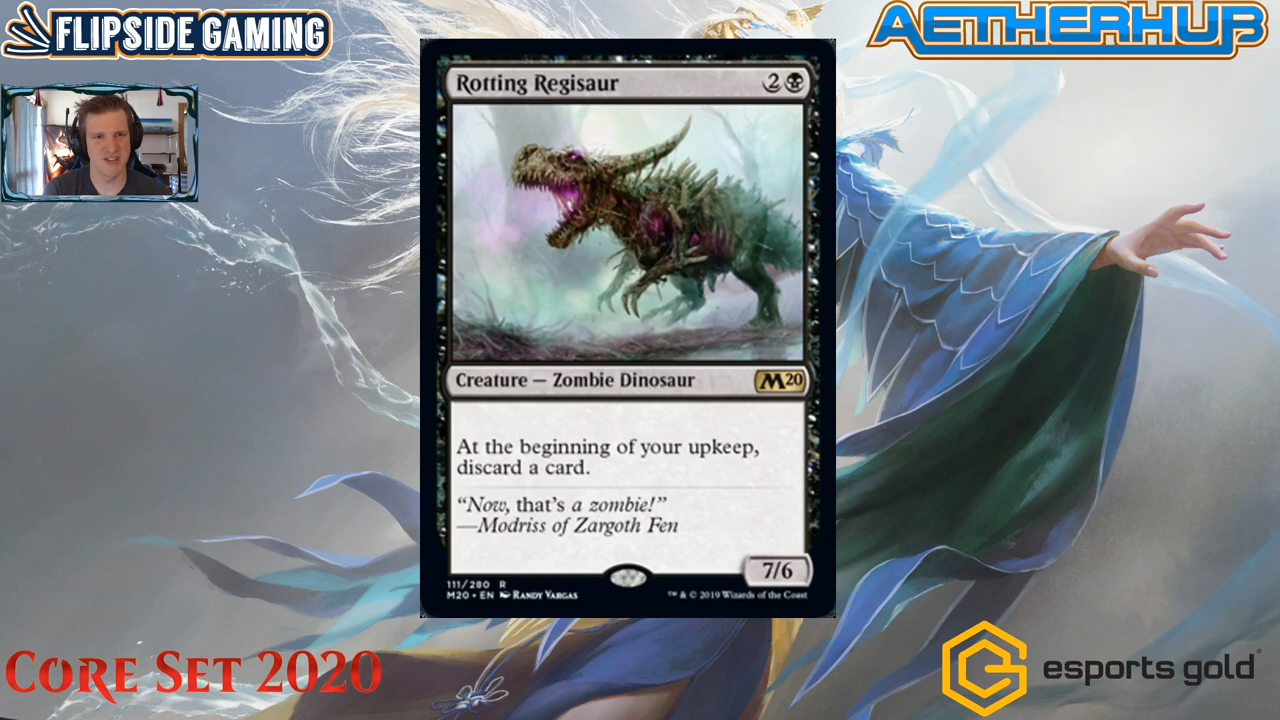 FLIPSIDE GAMING
AETHERHUB
Rotting Regisaur 2
Creature — Zombie Dinosaur M20
At the beginning of your upkeep,
discard a card.
“Now, that’s a zombie!”
—Modriss of Zargoth Fen
7/6
111/280 R
M20 • EN Randy Vargas ™ & © 2019 Wizards of the Coast
CORE SET 2020
esports gold